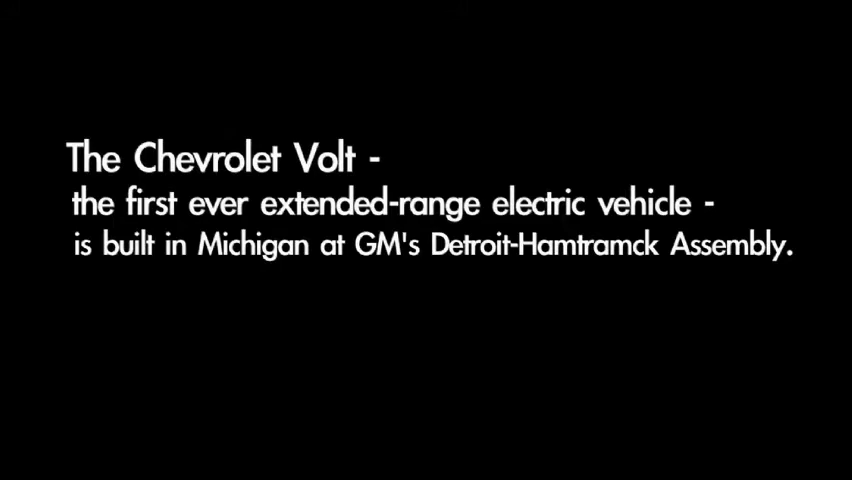 The Chevrolet Volt -
the first ever extended-range electric vehicle -
is built in Michigan at GM's Detroit-Hamtramck Assembly.